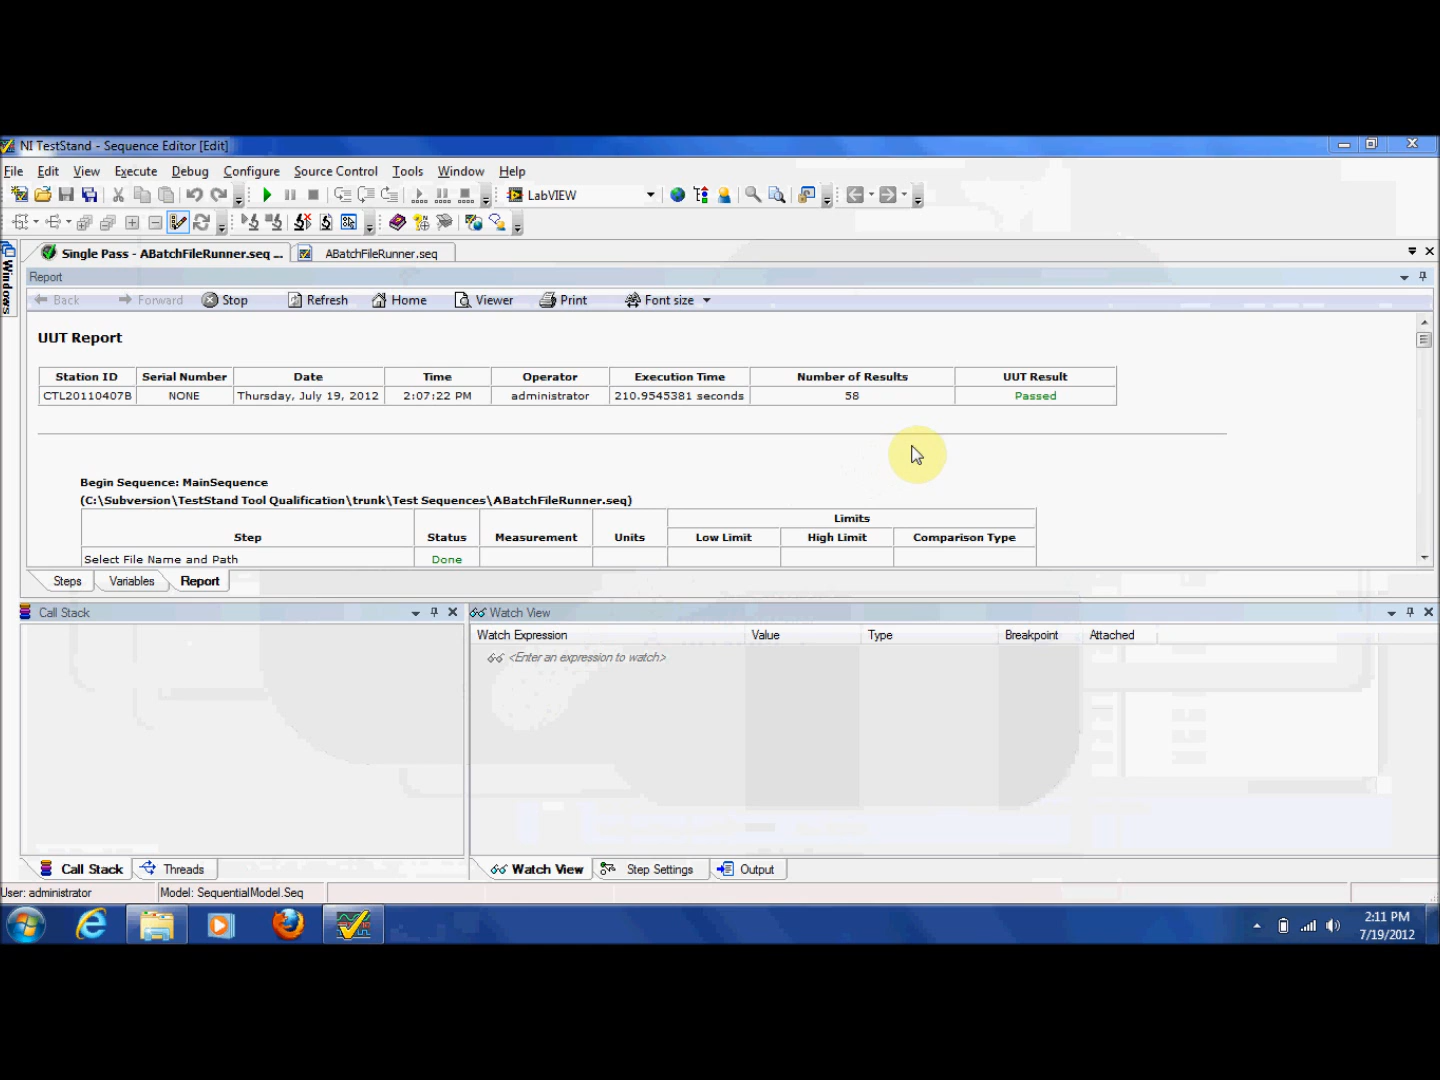 NI TestStand - Sequence Editor [Edit]
File Edit View Execute Debug Configure Source Control Tools Window Help
LabVIEW
Single Pass - ABatchFileRunner.seq ... ABatchFileRunner.seq
Windows
Report
Back Forward Stop Refresh Home Viewer Print Font size
UUT Report
Station ID Serial Number Date Time Operator Execution Time Number of Results UUT Result
CTL20110407B NONE Thursday, July 19, 2012 2:07:22 PM administrator 210.9545381 seconds 58 Passed
Begin Sequence: MainSequence
(C:\Subversion\TestStand Tool Qualification\trunk\Test Sequences\ABatchFileRunner.seq)
Limits
Step Status Measurement Units Low Limit High Limit Comparison Type
Select File Name and Path Done
Steps Variables Report
Call Stack Watch View
Watch Expression Value Type Breakpoint Attached
<Enter an expression to watch>
Call Stack Threads Watch View Step Settings Output
User: administrator Model: SequentialModel.Seq
2:11 PM
7/19/2012